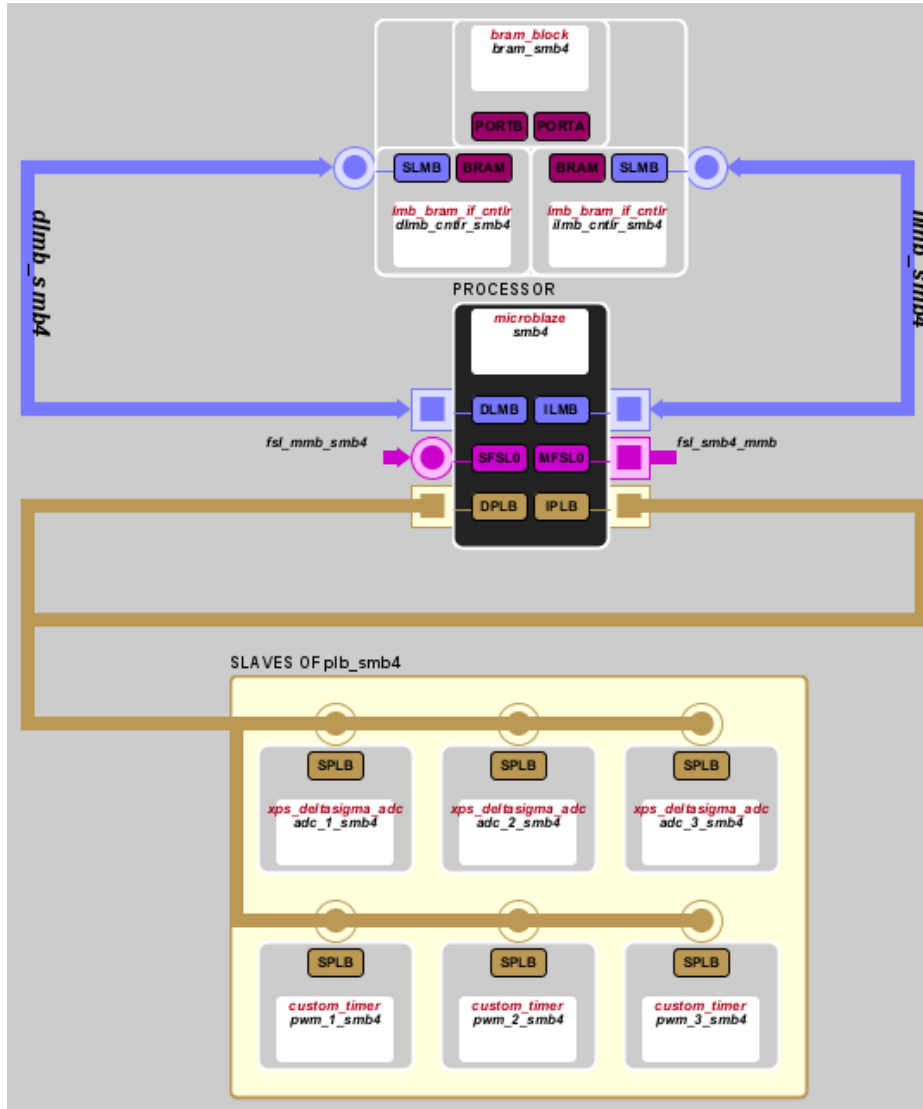 bram_block
bram_smb4
PORTB PORTA
SLMB BRAM BRAM SLMB
lmb_bram_if_cntlr lmb_bram_if_cntlr
dlmb_cntlr_smb4 ilmb_cntlr_smb4
dlmb_smb4
ilmb_smb4
PROCESSOR
microblaze
smb4
DLMB ILMB
fsl_mmb_smb4 SFSL0 MFSL0 fsl_smb4_mmb
DPLB IPLB
SLAVES OF plb_smb4
SPLB SPLB SPLB
xps_deltasigma_adc xps_deltasigma_adc xps_deltasigma_adc
adc_1_smb4 adc_2_smb4 adc_3_smb4
SPLB SPLB SPLB
custom_timer custom_timer custom_timer
pwm_1_smb4 pwm_2_smb4 pwm_3_smb4